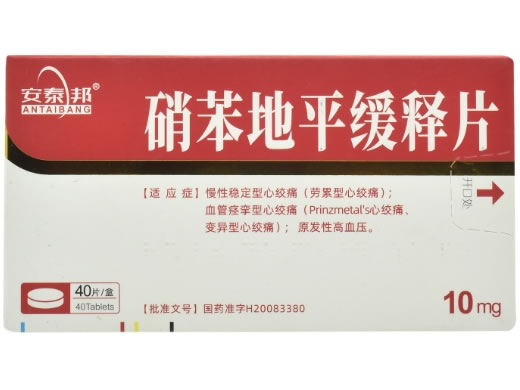 安泰邦®
ANTAIBANG
硝苯地平缓释片
【适应症】慢性稳定型心绞痛（劳累型心绞痛）；
血管痉挛型心绞痛（Prinzmetal's心绞痛、
变异型心绞痛）；原发性高血压。
开口处
40片/盒
40Tablets
【批准文号】国药准字H20083380
10mg